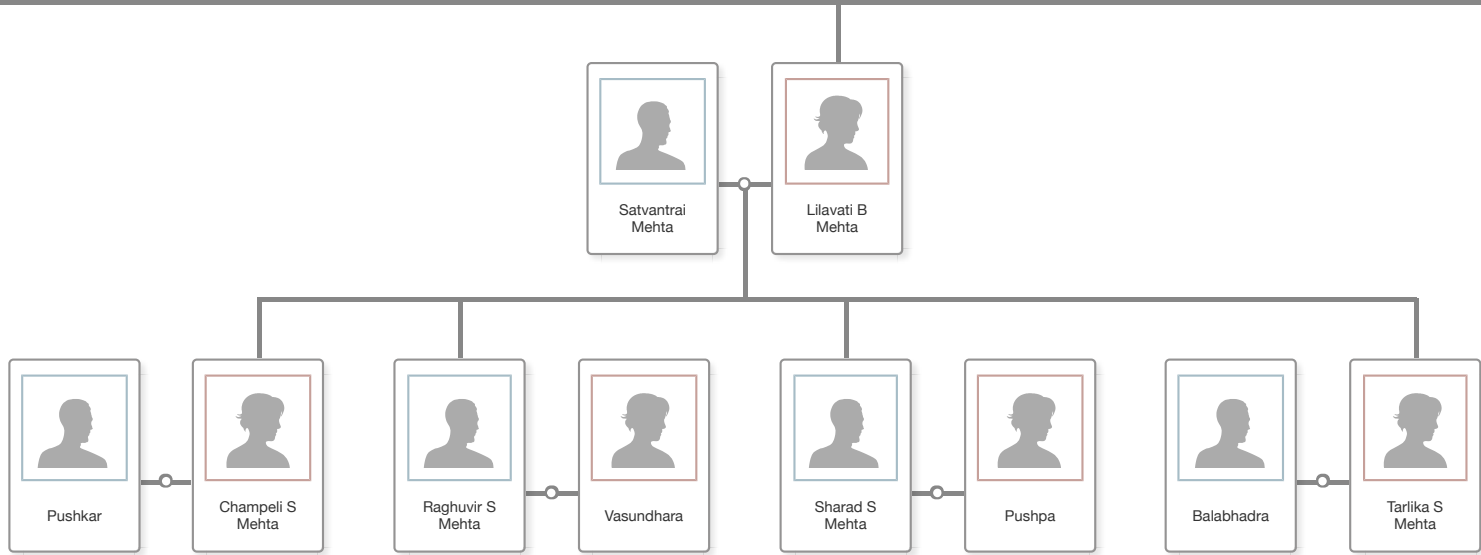 Satvantrai
Mehta
Lilavati B
Mehta
Pushkar
Champeli S
Mehta
Raghuvir S
Mehta
Vasundhara
Sharad S
Mehta
Pushpa
Balabhadra
Tarlika S
Mehta